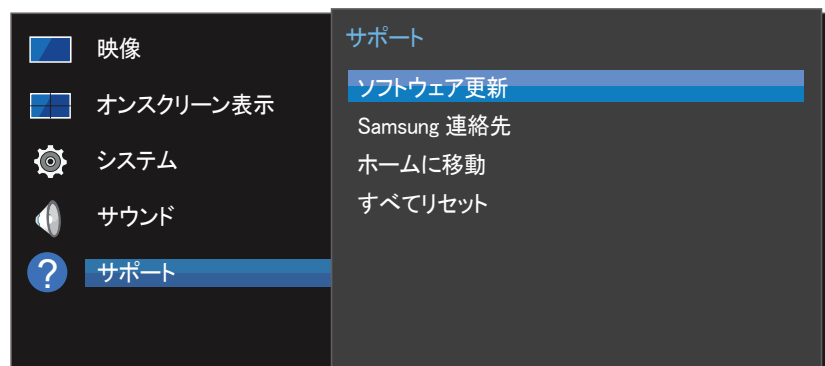 映像
オンスクリーン表示
システム
サウンド
?
サポート
サポート
ソフトウェア更新
Samsung 連絡先
ホームに移動
すべてリセット